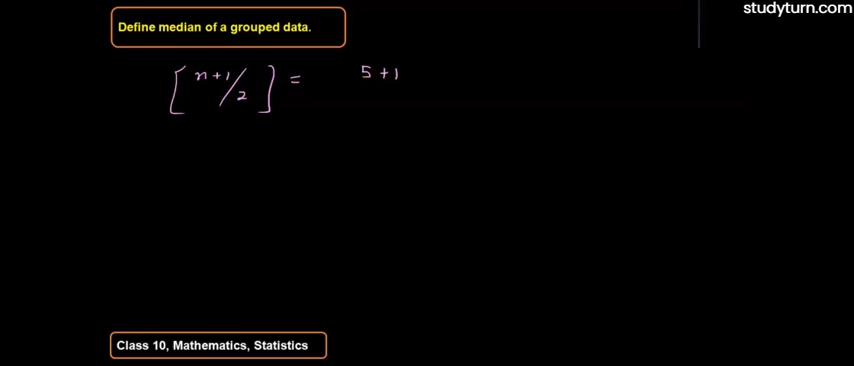 studyturn.com
Define median of a grouped data.
[n+1/2] = 5+1
Class 10, Mathematics, Statistics